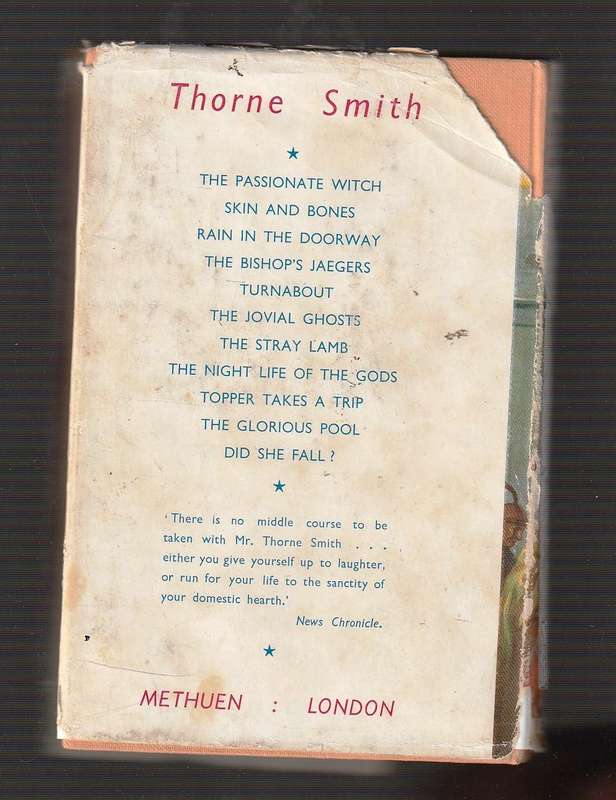 Thorne Smith
THE PASSIONATE WITCH
SKIN AND BONES
RAIN IN THE DOORWAY
THE BISHOP'S JAEGERS
TURNABOUT
THE JOVIAL GHOSTS
THE STRAY LAMB
THE NIGHT LIFE OF THE GODS
TOPPER TAKES A TRIP
THE GLORIOUS POOL
DID SHE FALL?
'There is no middle course to be
taken with Mr. Thorne Smith . . . .
either you give yourself up to laughter,
or run for your life to the sanctity of
your domestic hearth.'
News Chronicle.
METHUEN : LONDON